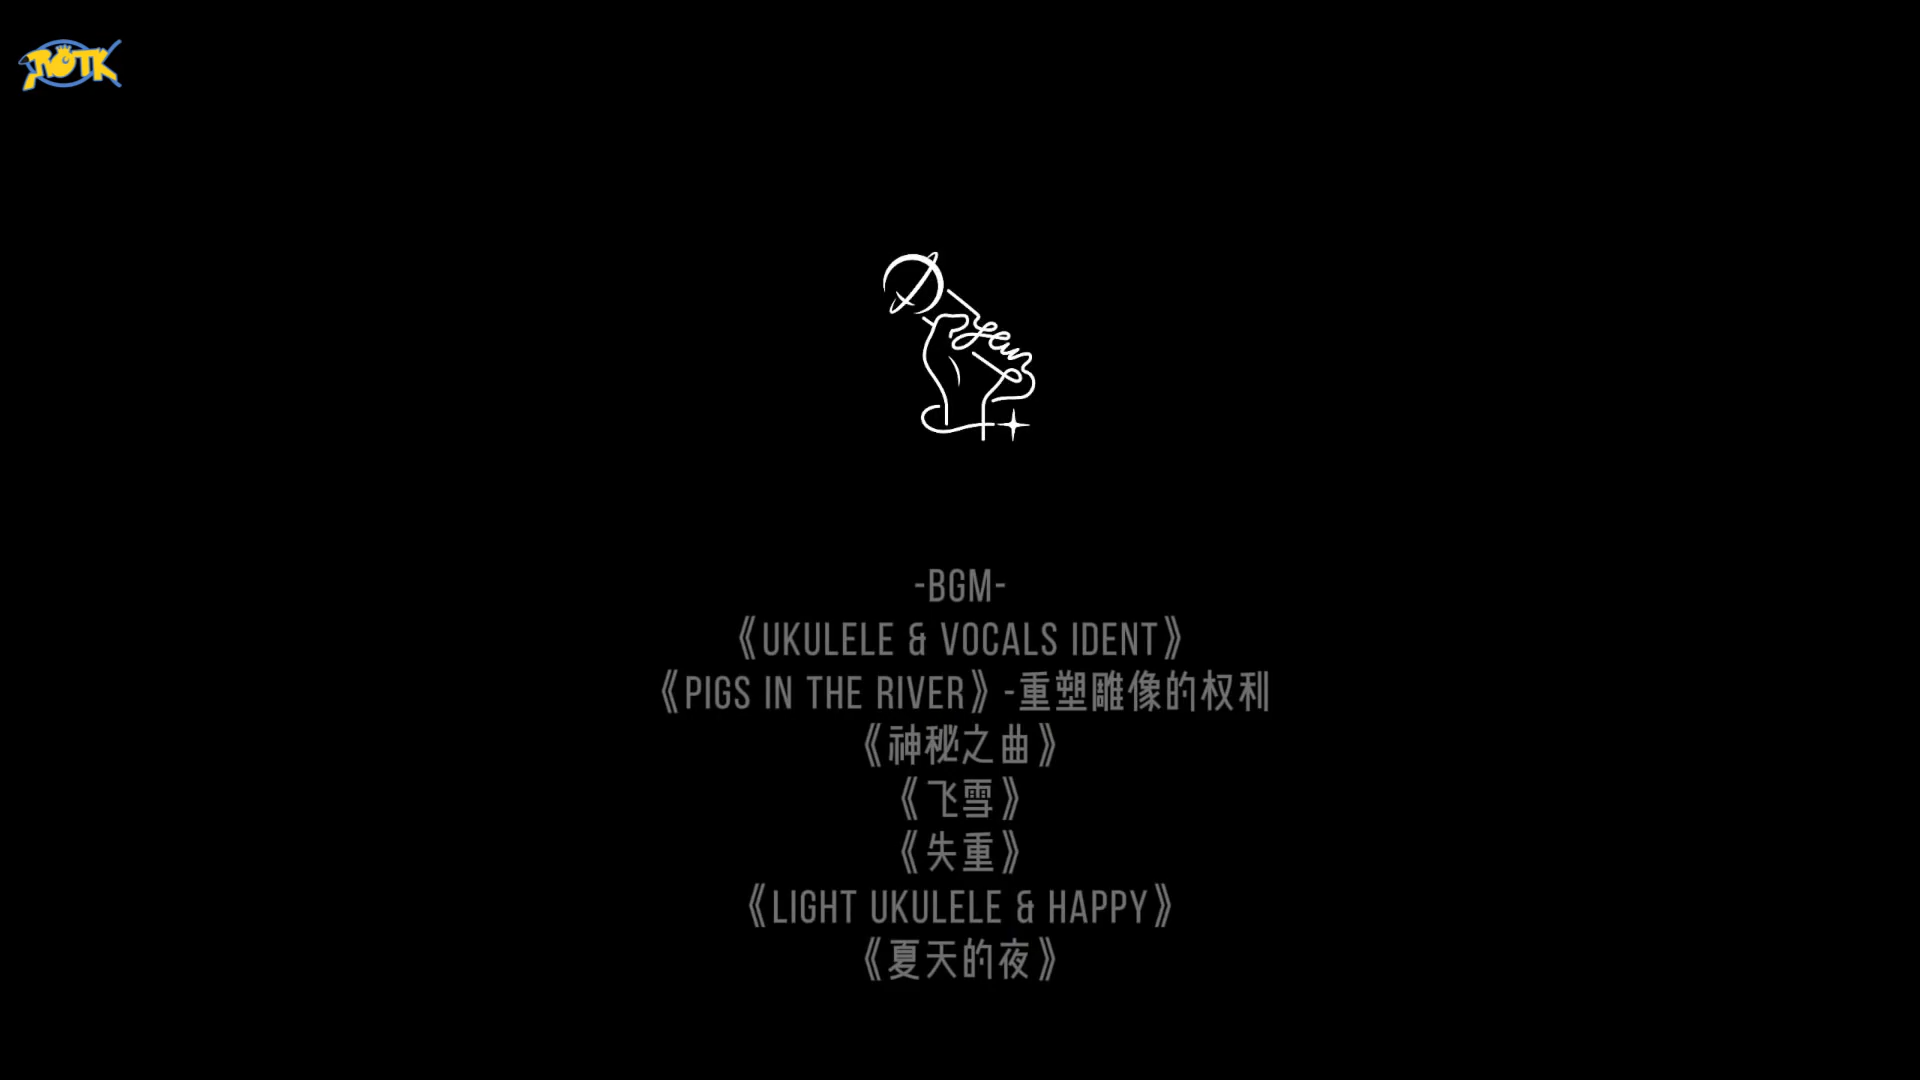 ROTK
-BGM-
《UKULELE & VOCALS IDENT》
《PIGS IN THE RIVER》-重塑雕像的权利
《神秘之曲》
《飞雪》
《失重》
《LIGHT UKULELE & HAPPY》
《夏天的夜》